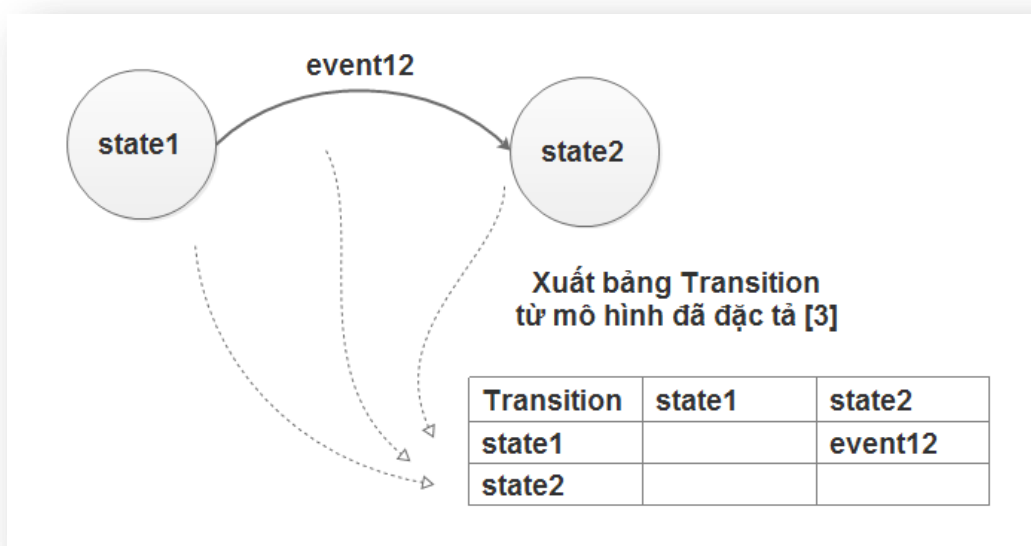 event12
state1
state2
Xuất bảng Transition
từ mô hình đã đặc tả [3]
Transition state1 state2
state1 event12
state2